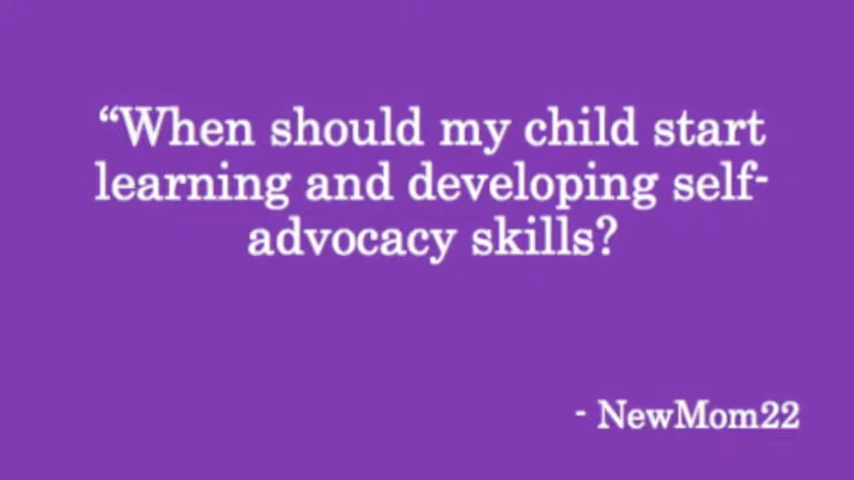 “When should my child start
learning and developing self-
advocacy skills?
- NewMom22